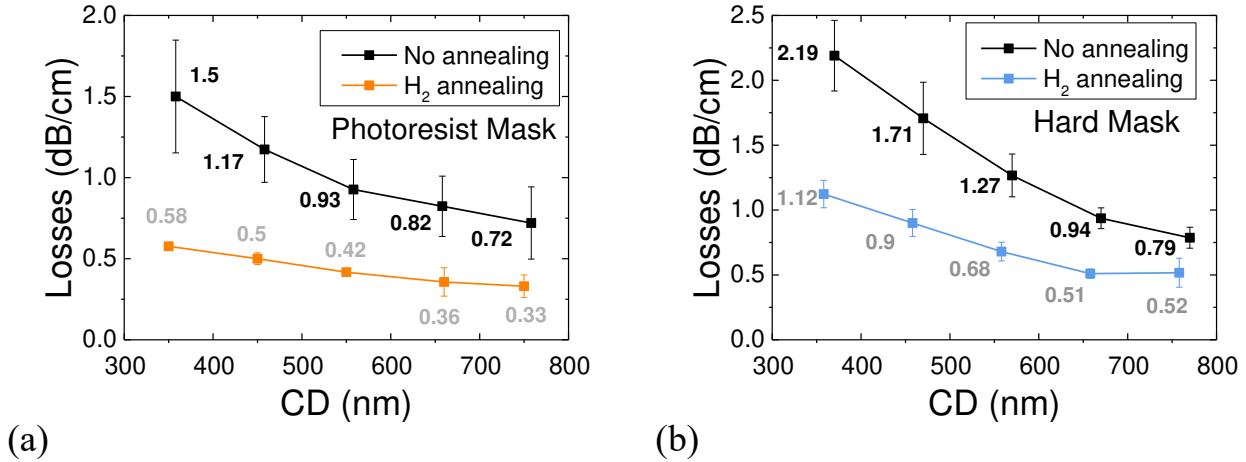 No annealing
H₂ annealing
Photoresist Mask
Losses (dB/cm)
2.0
1.5
1.0
0.5
0.0
1.5
1.17
0.93
0.82
0.72
0.58
0.5
0.42
0.36
0.33
300 400 500 600 700 800
CD (nm)
(a)
No annealing
H₂ annealing
Hard Mask
Losses (dB/cm)
2.5
2.0
1.5
1.0
0.5
0.0
2.19
1.71
1.27
0.94
0.79
1.12
0.9
0.68
0.51
0.52
300 400 500 600 700 800
CD (nm)
(b)